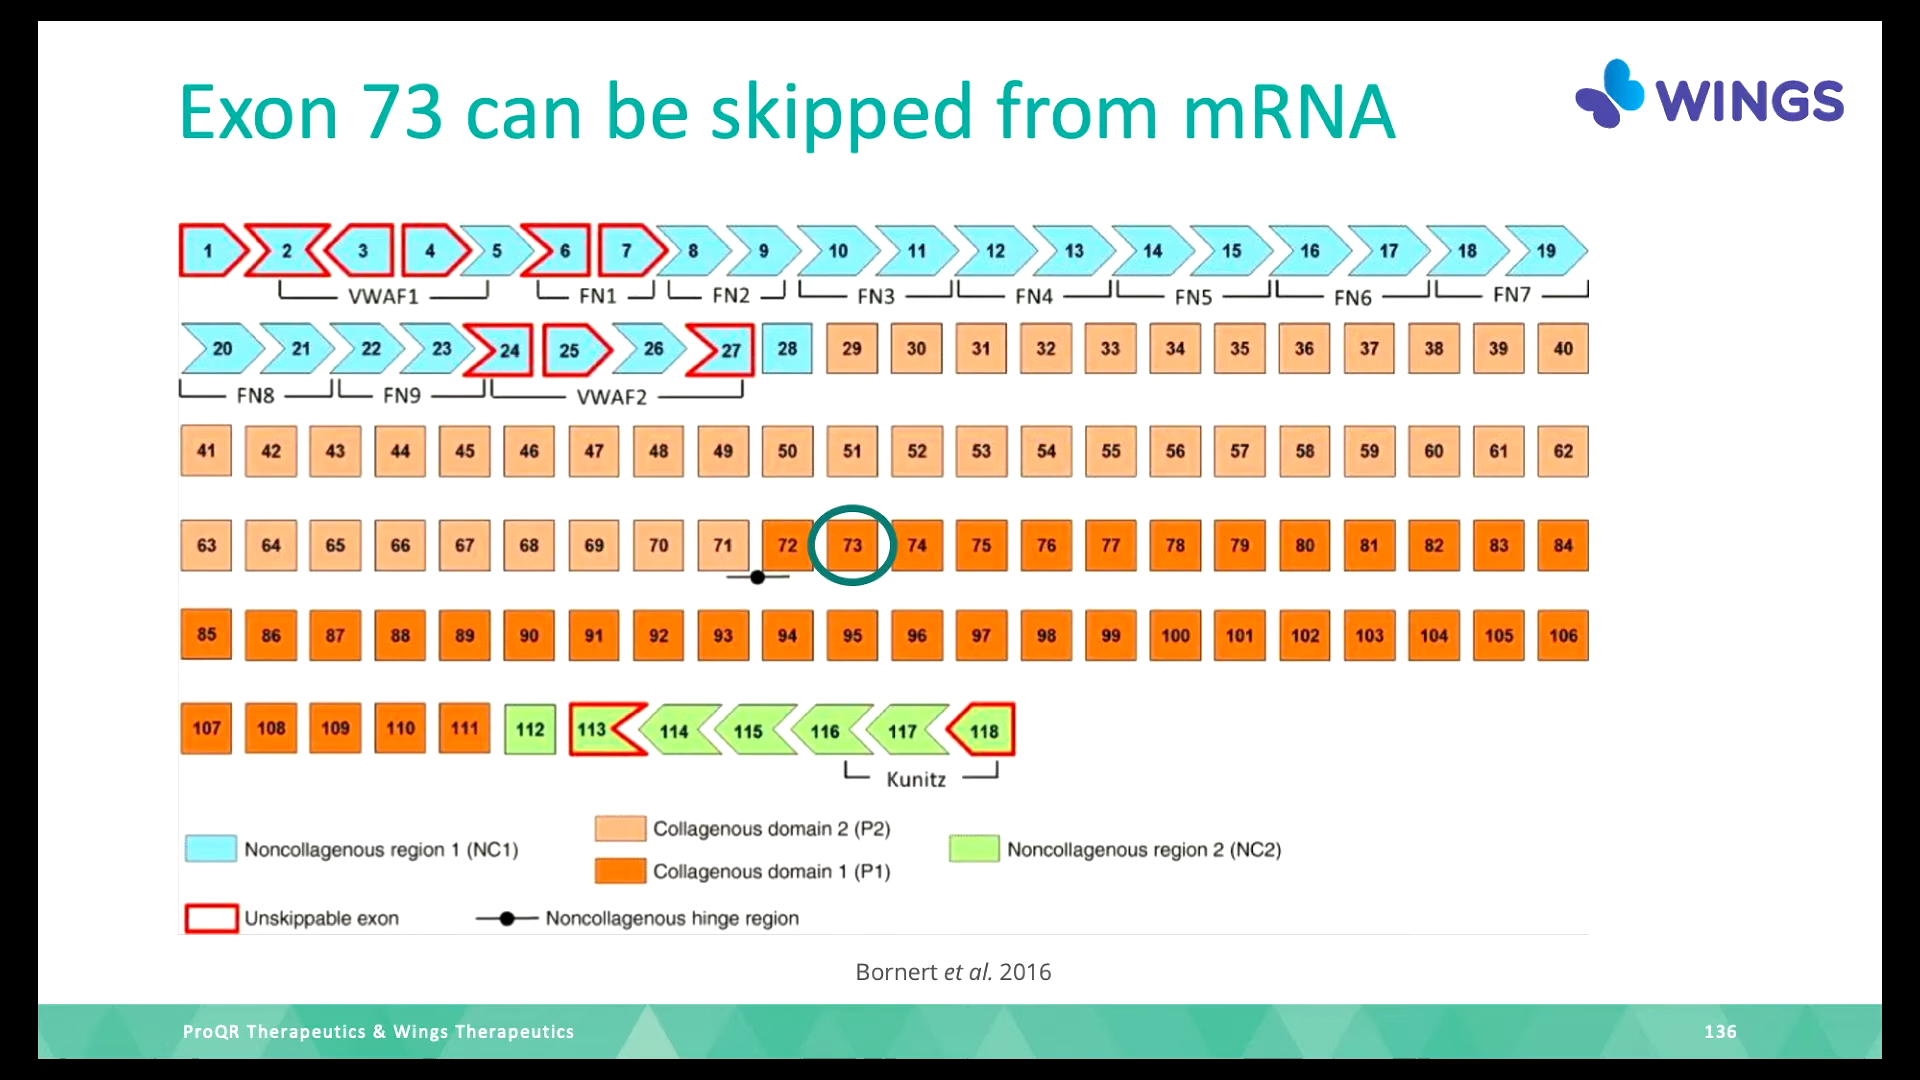 Exon 73 can be skipped from mRNA
WINGS
1 2 3 4 5 6 7 8 9 10 11 12 13 14 15 16 17 18 19
VWAF1 FN1 FN2 FN3 FN4 FN5 FN6 FN7
20 21 22 23 24 25 26 27 28 29 30 31 32 33 34 35 36 37 38 39 40
FN8 FN9 VWAF2
41 42 43 44 45 46 47 48 49 50 51 52 53 54 55 56 57 58 59 60 61 62
63 64 65 66 67 68 69 70 71 72 73 74 75 76 77 78 79 80 81 82 83 84
85 86 87 88 89 90 91 92 93 94 95 96 97 98 99 100 101 102 103 104 105 106
107 108 109 110 111 112 113 114 115 116 117 118
Kunitz
Noncollagenous region 1 (NC1)
Collagenous domain 2 (P2)
Collagenous domain 1 (P1)
Noncollagenous region 2 (NC2)
Unskippable exon
Noncollagenous hinge region
Bornert et al. 2016
ProQR Therapeutics & Wings Therapeutics
136